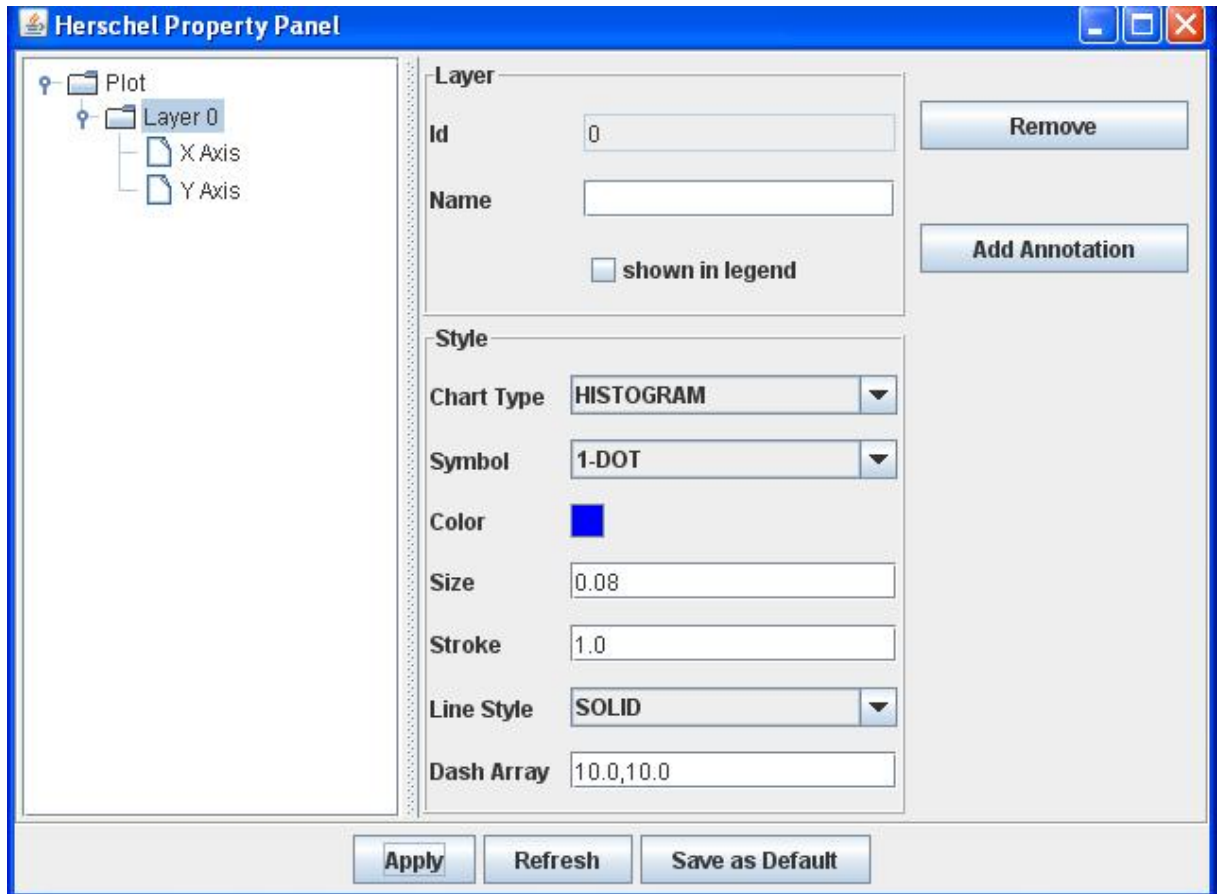 Herschel Property Panel
Plot
Layer 0
X Axis
Y Axis
Layer
Id 0
Name
shown in legend
Remove
Add Annotation
Style
Chart Type HISTOGRAM
Symbol 1-DOT
Color
Size 0.08
Stroke 1.0
Line Style SOLID
Dash Array 10.0,10.0
Apply Refresh Save as Default